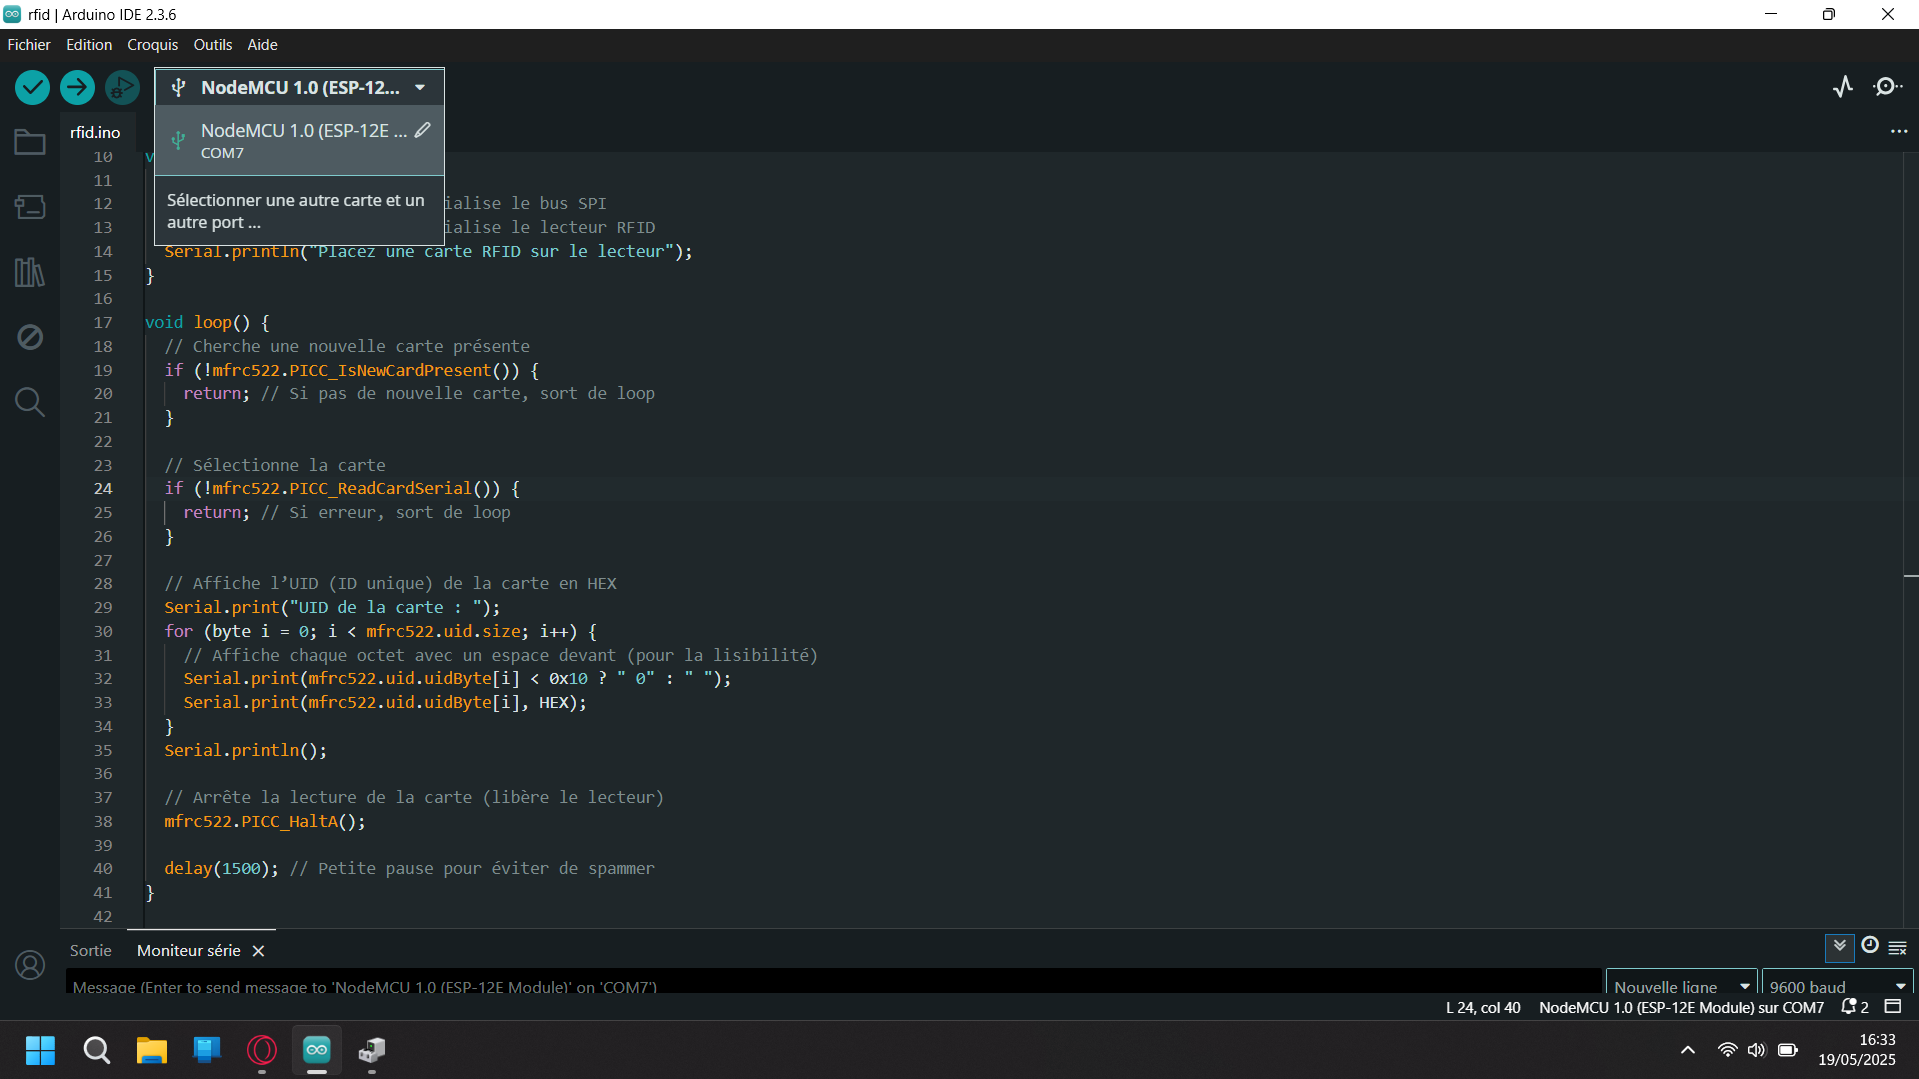 rfid | Arduino IDE 2.3.6
Fichier Edition Croquis Outils Aide
NodeMCU 1.0 (ESP-12...
NodeMCU 1.0 (ESP-12E ...
COM7
Sélectionner une autre carte et un
autre port ...
rfid.ino
10 v
11
12 ialise le bus SPI
13 ialise le lecteur RFID
14 Serial.println("Placez une carte RFID sur le lecteur");
15 }
16
17 void loop() {
18 // Cherche une nouvelle carte présente
19 if (!mfrc522.PICC_IsNewCardPresent()) {
20 return; // Si pas de nouvelle carte, sort de loop
21 }
22
23 // Sélectionne la carte
24 if (!mfrc522.PICC_ReadCardSerial()) {
25 return; // Si erreur, sort de loop
26 }
27
28 // Affiche l’UID (ID unique) de la carte en HEX
29 Serial.print("UID de la carte : ");
30 for (byte i = 0; i < mfrc522.uid.size; i++) {
31 // Affiche chaque octet avec un espace devant (pour la lisibilité)
32 Serial.print(mfrc522.uid.uidByte[i] < 0x10 ? " 0" : " ");
33 Serial.print(mfrc522.uid.uidByte[i], HEX);
34 }
35 Serial.println();
36
37 // Arrête la lecture de la carte (libère le lecteur)
38 mfrc522.PICC_HaltA();
39
40 delay(1500); // Petite pause pour éviter de spammer
41 }
42
Sortie Moniteur série
Message (Enter to send message to 'NodeMCU 1.0 (ESP-12E Module)' on 'COM7')
Nouvelle ligne 9600 baud
L 24, col 40 NodeMCU 1.0 (ESP-12E Module) sur COM7 2
16:33
19/05/2025